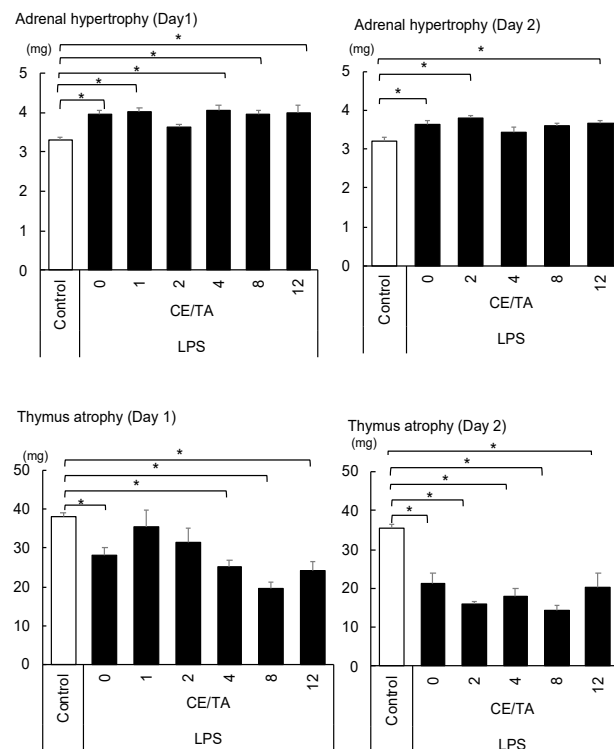 Adrenal hypertrophy (Day1)
(mg)
* * * * *
5
4
3
2
1
0
Control 0 1 2 4 8 12
CE/TA
LPS
Adrenal hypertrophy (Day 2)
(mg)
* * *
5
4
3
2
1
0
Control 0 2 4 8 12
CE/TA
LPS
Thymus atrophy (Day 1)
(mg)
* * * *
50
40
30
20
10
0
Control 0 1 2 4 8 12
CE/TA
LPS
Thymus atrophy (Day 2)
(mg)
* * * * *
50
40
30
20
10
0
Control 0 2 4 8 12
CE/TA
LPS